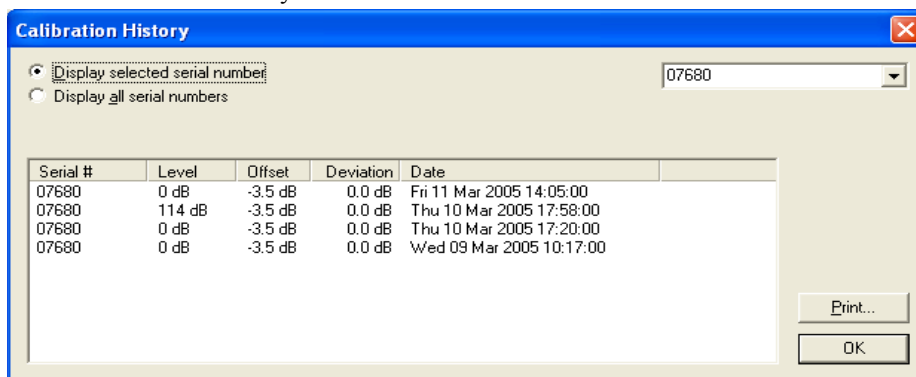 Calibration History
Display selected serial number
07680
Display all serial numbers
Serial # Level Offset Deviation Date
07680 0 dB -3.5 dB 0.0 dB Fri 11 Mar 2005 14:05:00
07680 114 dB -3.5 dB 0.0 dB Thu 10 Mar 2005 17:58:00
07680 0 dB -3.5 dB 0.0 dB Thu 10 Mar 2005 17:20:00
07680 0 dB -3.5 dB 0.0 dB Wed 09 Mar 2005 10:17:00
Print...
OK